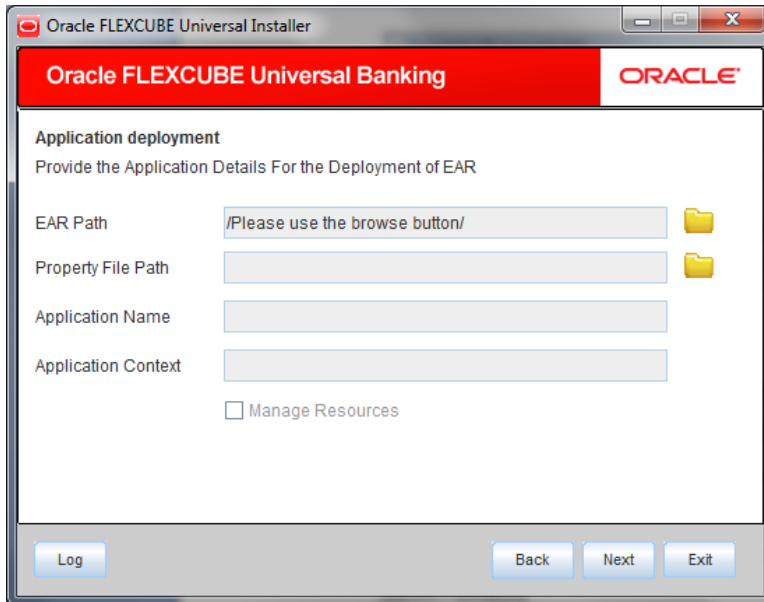 Oracle FLEXCUBE Universal Installer
Oracle FLEXCUBE Universal Banking
ORACLE
Application deployment
Provide the Application Details For the Deployment of EAR
EAR Path /Please use the browse button/
Property File Path
Application Name
Application Context
Manage Resources
Log Back Next Exit